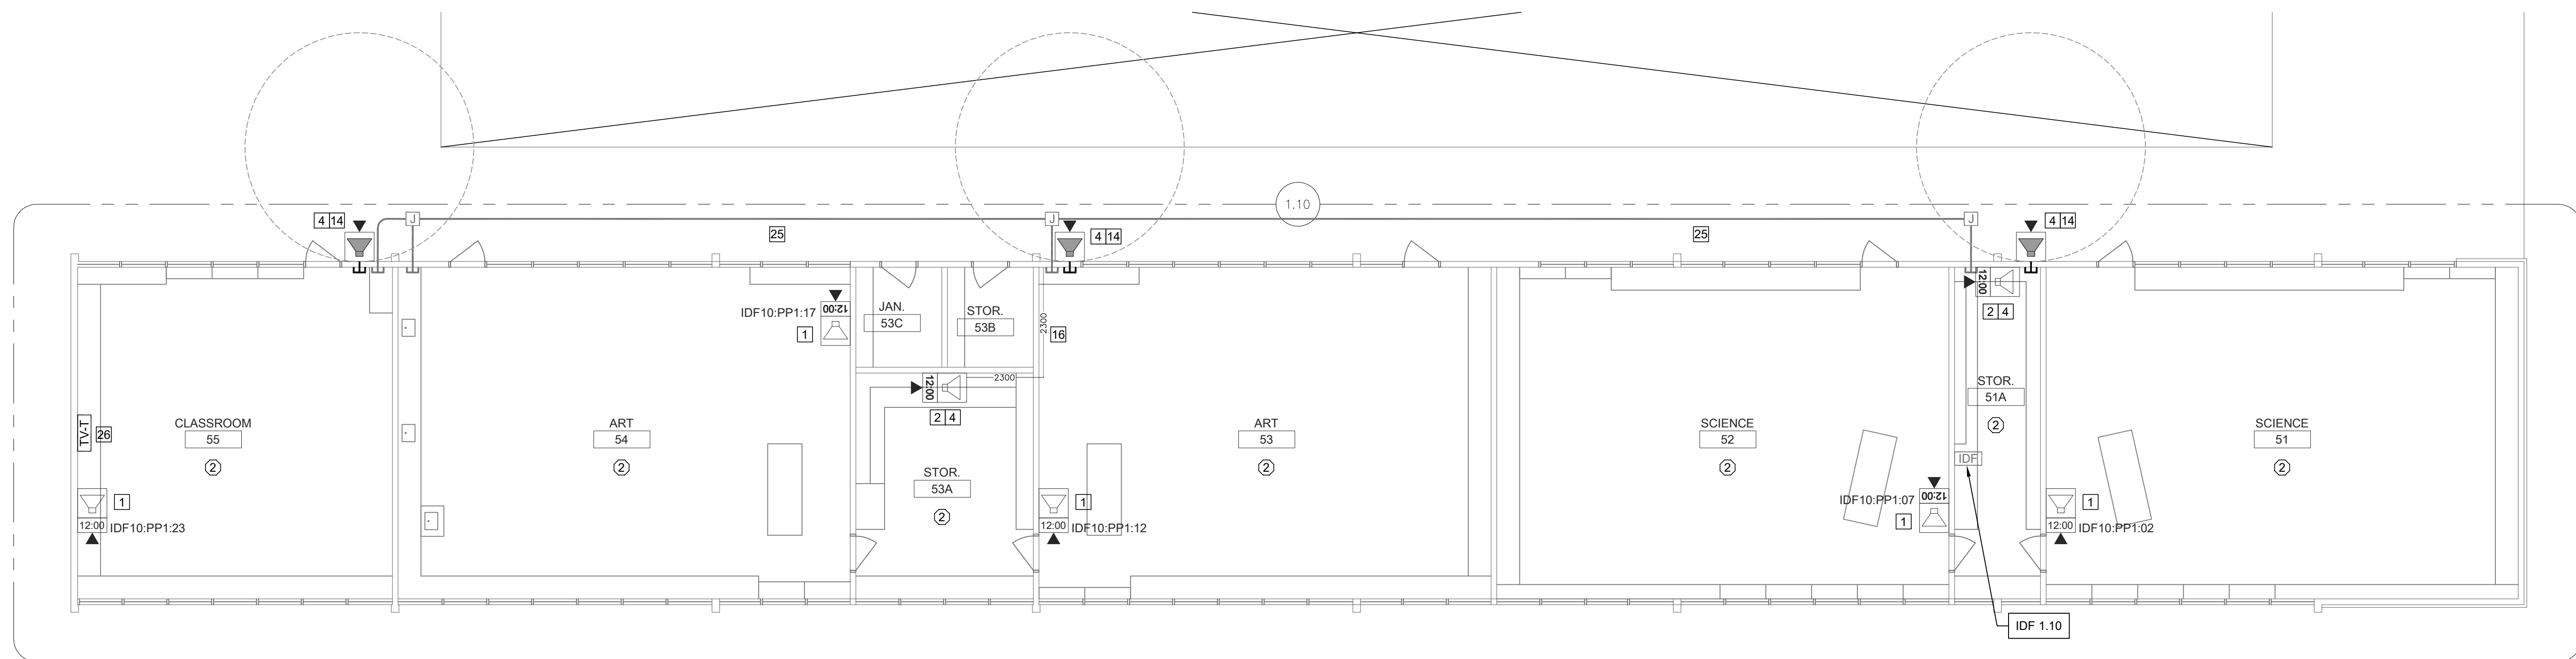 1.10
4 14
J
J
4 14
J
4 14
25
25
12:00
2 4
IDF10:PP1:17
12:00
1
JAN.
53C
STOR.
53B
2300
16
2300
12:00
2 4
STOR.
51A
2
TV-T
26
CLASSROOM
55
2
ART
54
2
STOR.
53A
2
ART
53
2
SCIENCE
52
2
IDF
SCIENCE
51
2
1
12:00
IDF10:PP1:23
1
12:00
IDF10:PP1:12
IDF10:PP1:07
12:00
1
1
12:00
IDF10:PP1:02
IDF 1.10